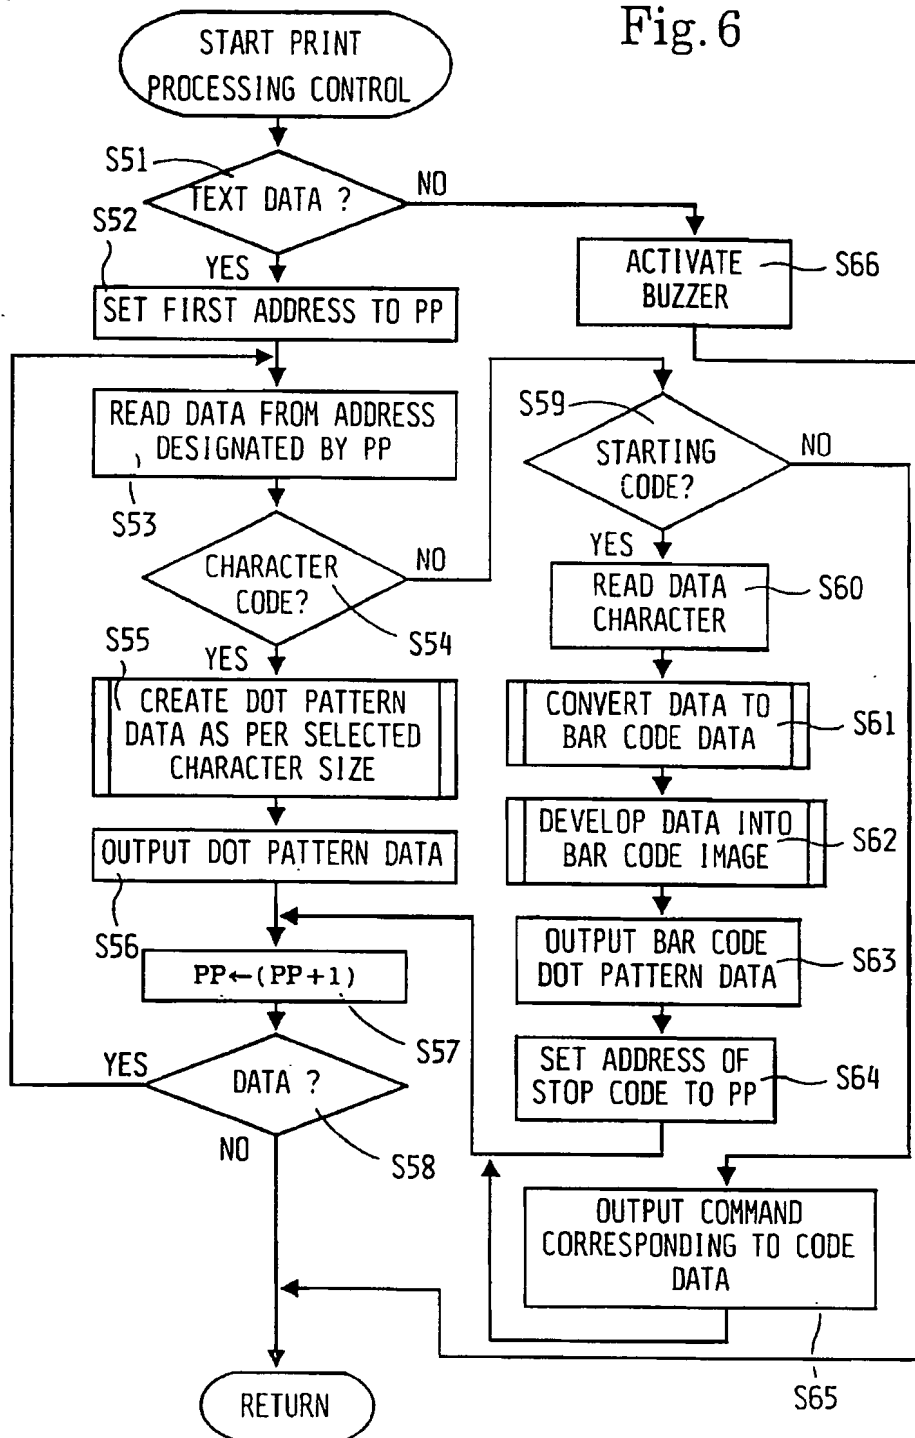 Fig. 6
START PRINT
PROCESSING CONTROL
S51
TEXT DATA ?
NO
S52
YES
SET FIRST ADDRESS TO PP
ACTIVATE
BUZZER
S66
READ DATA FROM ADDRESS
DESIGNATED BY PP
S53
CHARACTER
CODE?
NO
S54
S55
YES
CREATE DOT PATTERN
DATA AS PER SELECTED
CHARACTER SIZE
OUTPUT DOT PATTERN DATA
S56
PP←(PP+1)
S57
YES
DATA ?
NO
S58
RETURN
S59
STARTING
CODE?
NO
YES
READ DATA
CHARACTER
S60
CONVERT DATA TO
BAR CODE DATA
S61
DEVELOP DATA INTO
BAR CODE IMAGE
S62
OUTPUT BAR CODE
DOT PATTERN DATA
S63
SET ADDRESS OF
STOP CODE TO PP
S64
OUTPUT COMMAND
CORRESPONDING TO CODE
DATA
S65